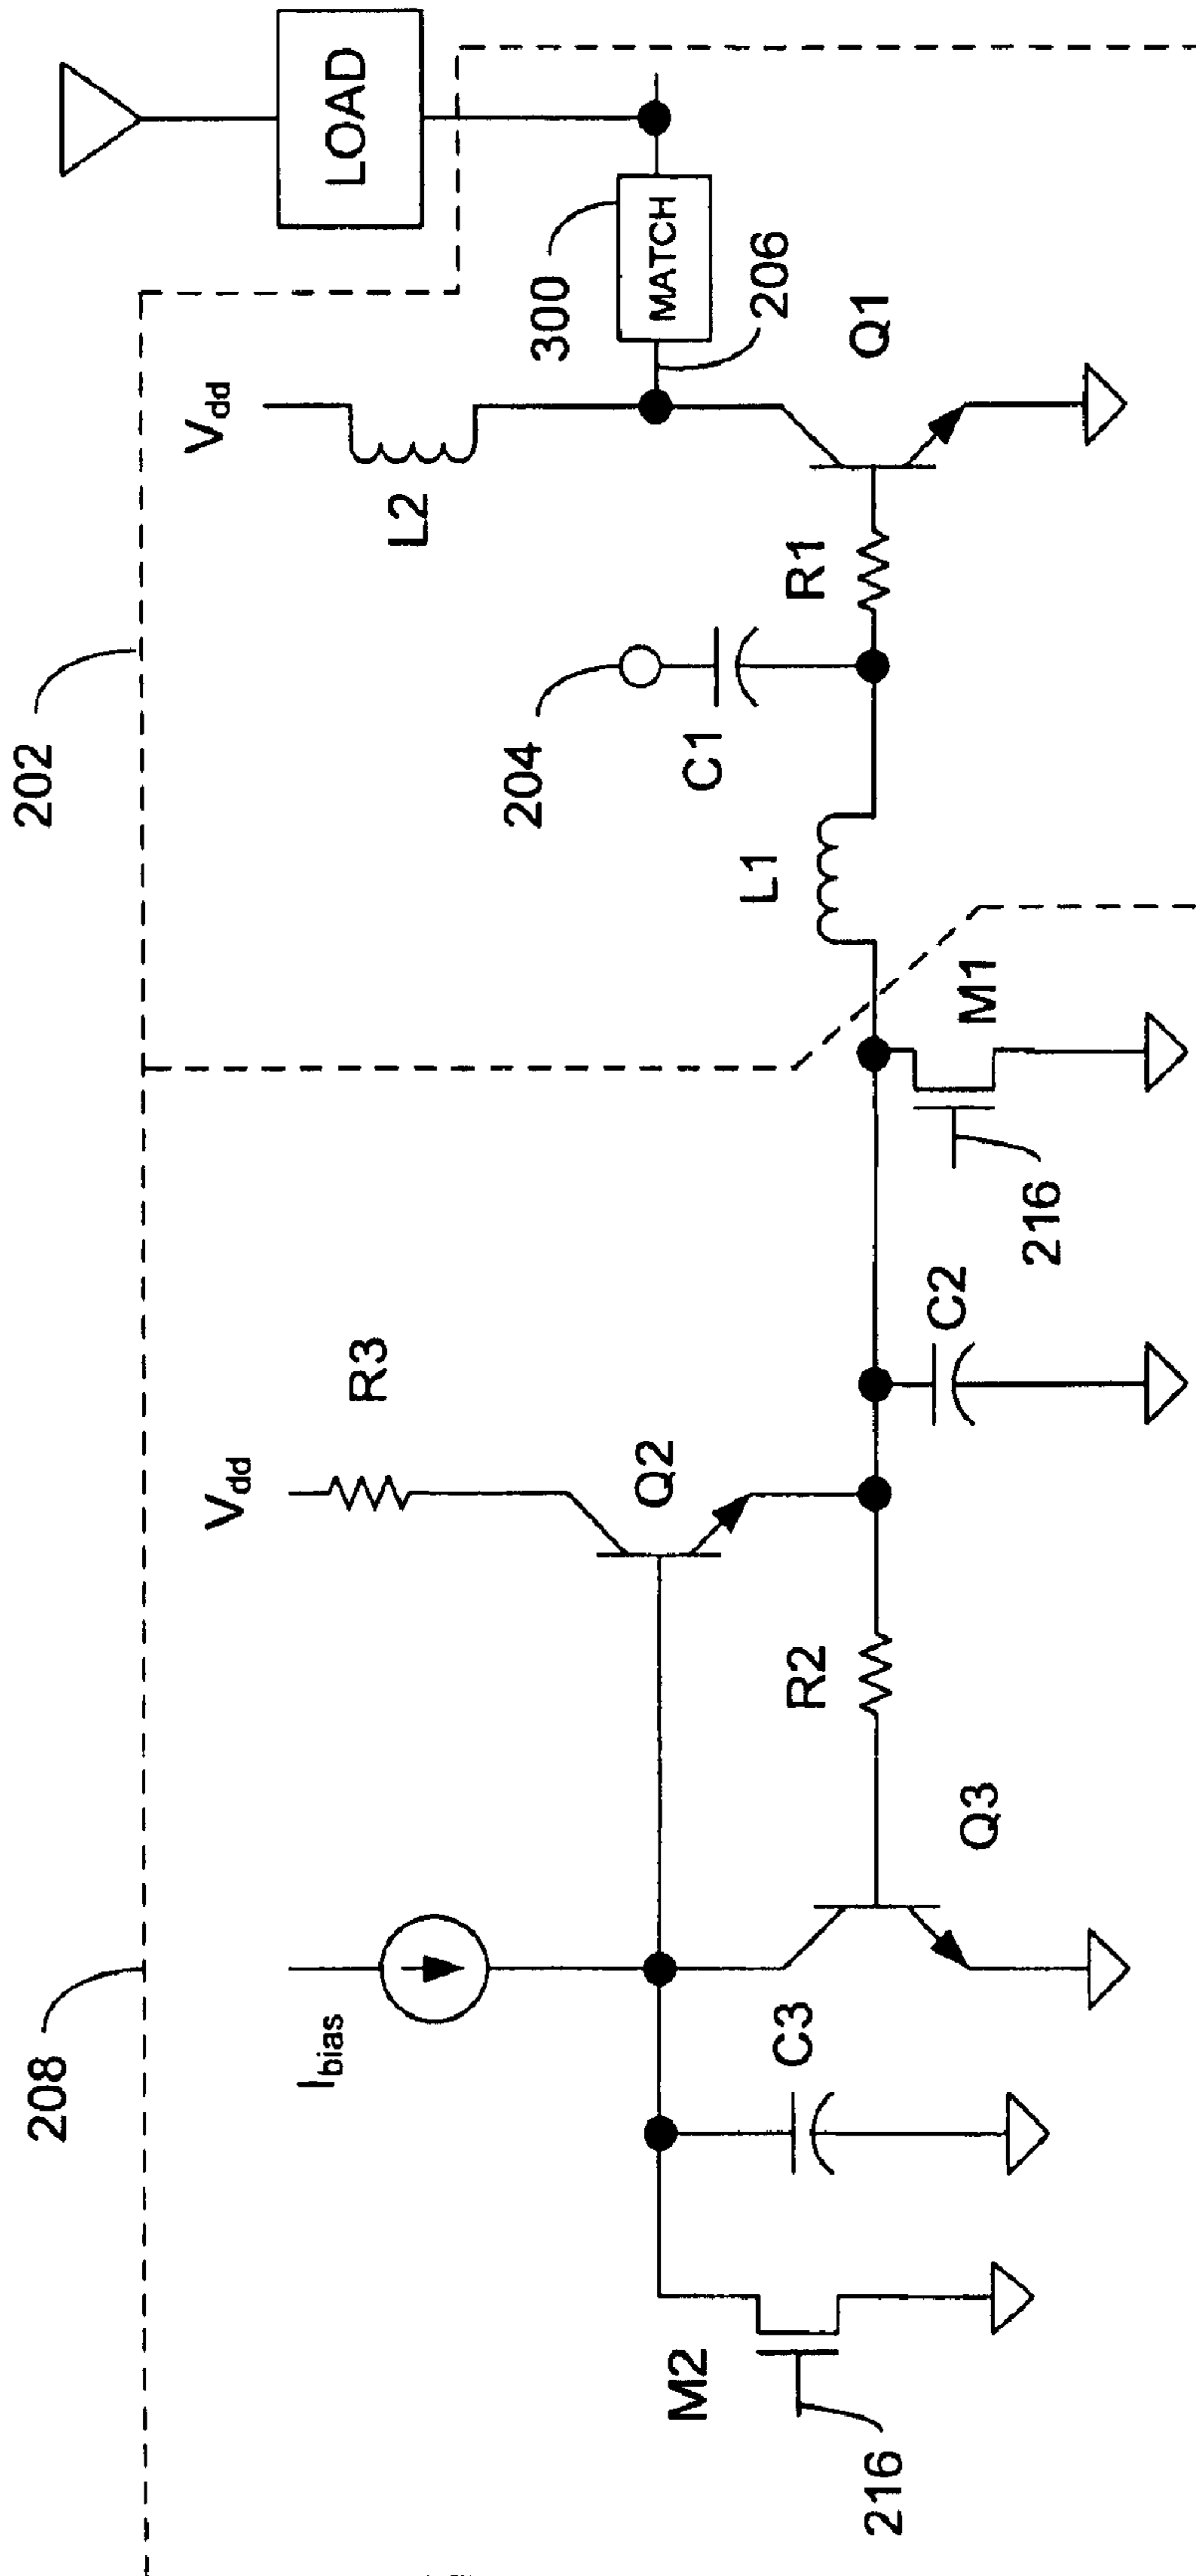 208
202
LOAD
Vdd
Vdd
Ibias
R3
L2
300
MATCH
206
204
M2
Q2
C1
L1
R1
Q1
216
C3
R2
Q3
C2
M1
216